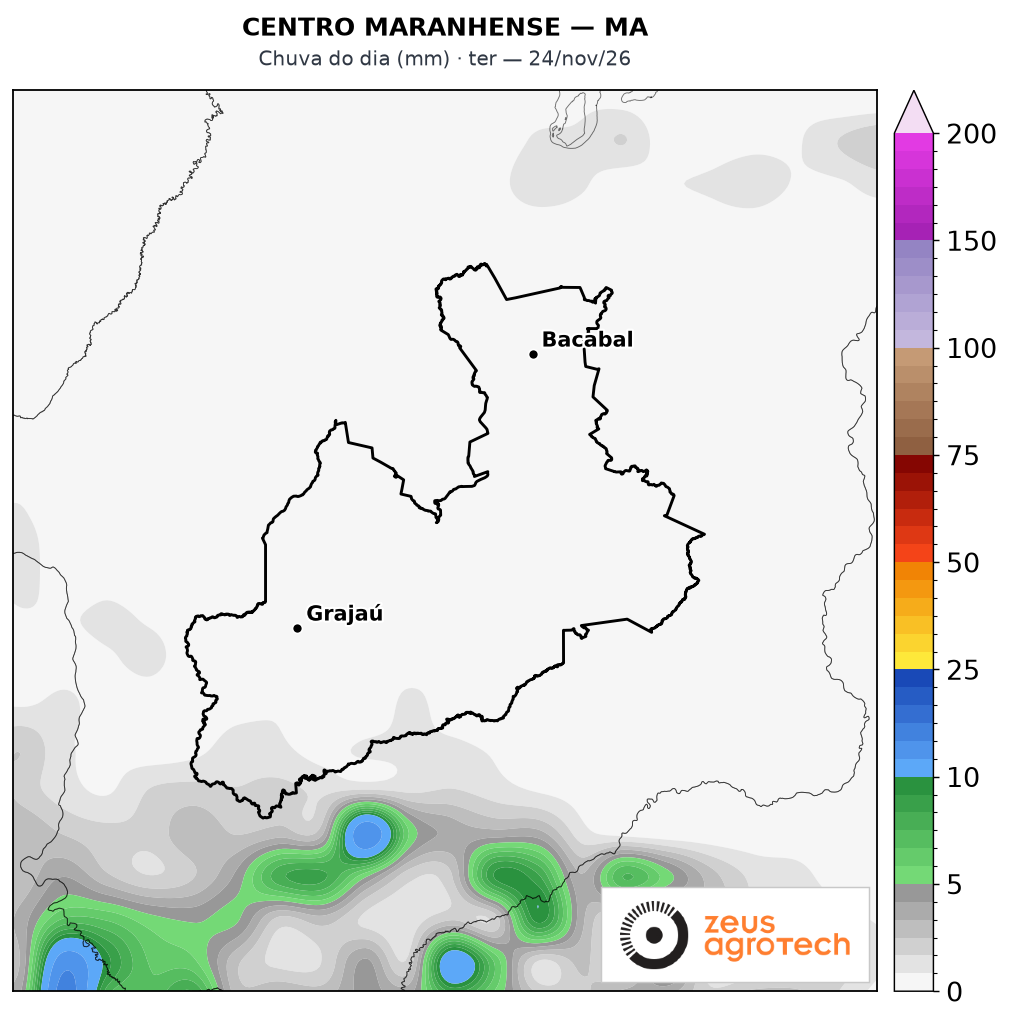 CENTRO MARANHENSE — MA
Chuva do dia (mm) · ter — 24/nov/26
200
150
100
75
50
25
10
5
0
Bacabal
Grajaú
zeus
agrotech